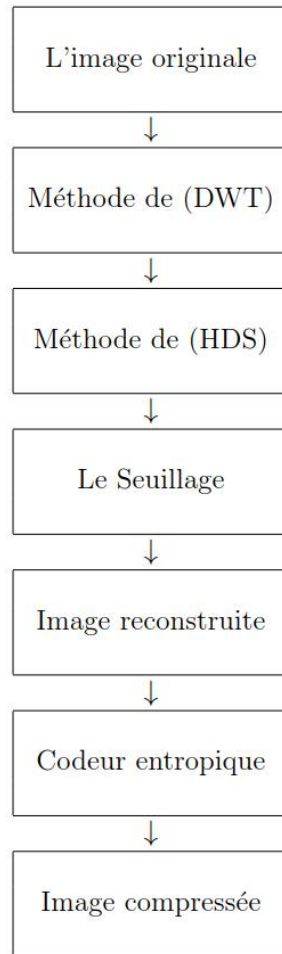 L'image originale
↓
Méthode de (DWT)
↓
Méthode de (HDS)
↓
Le Seuillage
↓
Image reconstruite
↓
Codeur entropique
↓
Image compressée